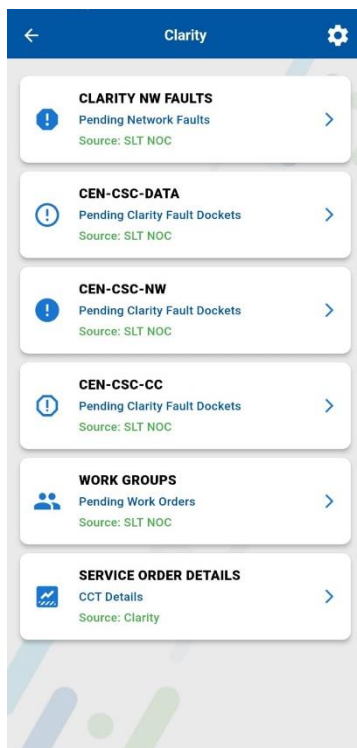 Clarity
CLARITY NW FAULTS
Pending Network Faults
Source: SLT NOC
CEN-CSC-DATA
Pending Clarity Fault Dockets
Source: SLT NOC
CEN-CSC-NW
Pending Clarity Fault Dockets
Source: SLT NOC
CEN-CSC-CC
Pending Clarity Fault Dockets
Source: SLT NOC
WORK GROUPS
Pending Work Orders
Source: SLT NOC
SERVICE ORDER DETAILS
CCT Details
Source: Clarity